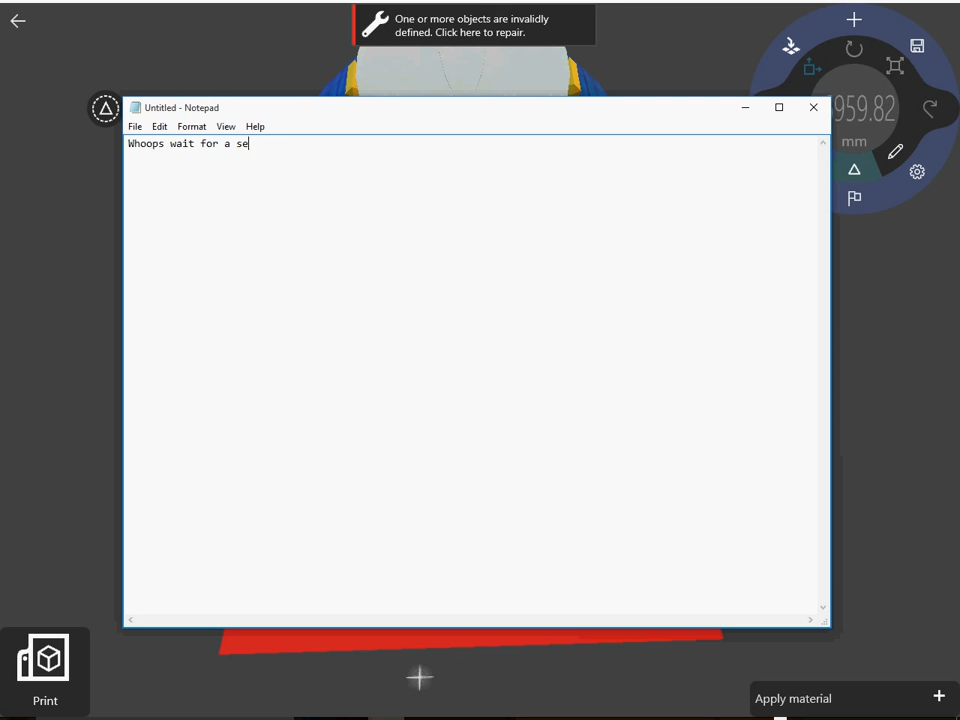 One or more objects are invalidly
defined. Click here to repair.
Untitled - Notepad
File Edit Format View Help
Whoops wait for a se
959.82
mm
Print
Apply material